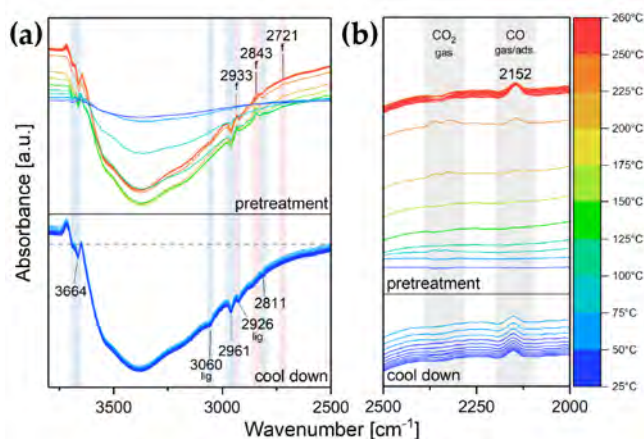 (a)
2721
2843
2933
pretreatment
3664
2811
2926
lig.
2961
3060
lig.
cool down
3500
3000
2500
Absorbance [a.u.]
(b)
CO2
gas
CO
gas/ads.
2152
pretreatment
cool down
2500
2250
2000
Wavenumber [cm-1]
260°C
250°C
225°C
200°C
175°C
150°C
125°C
100°C
75°C
50°C
25°C